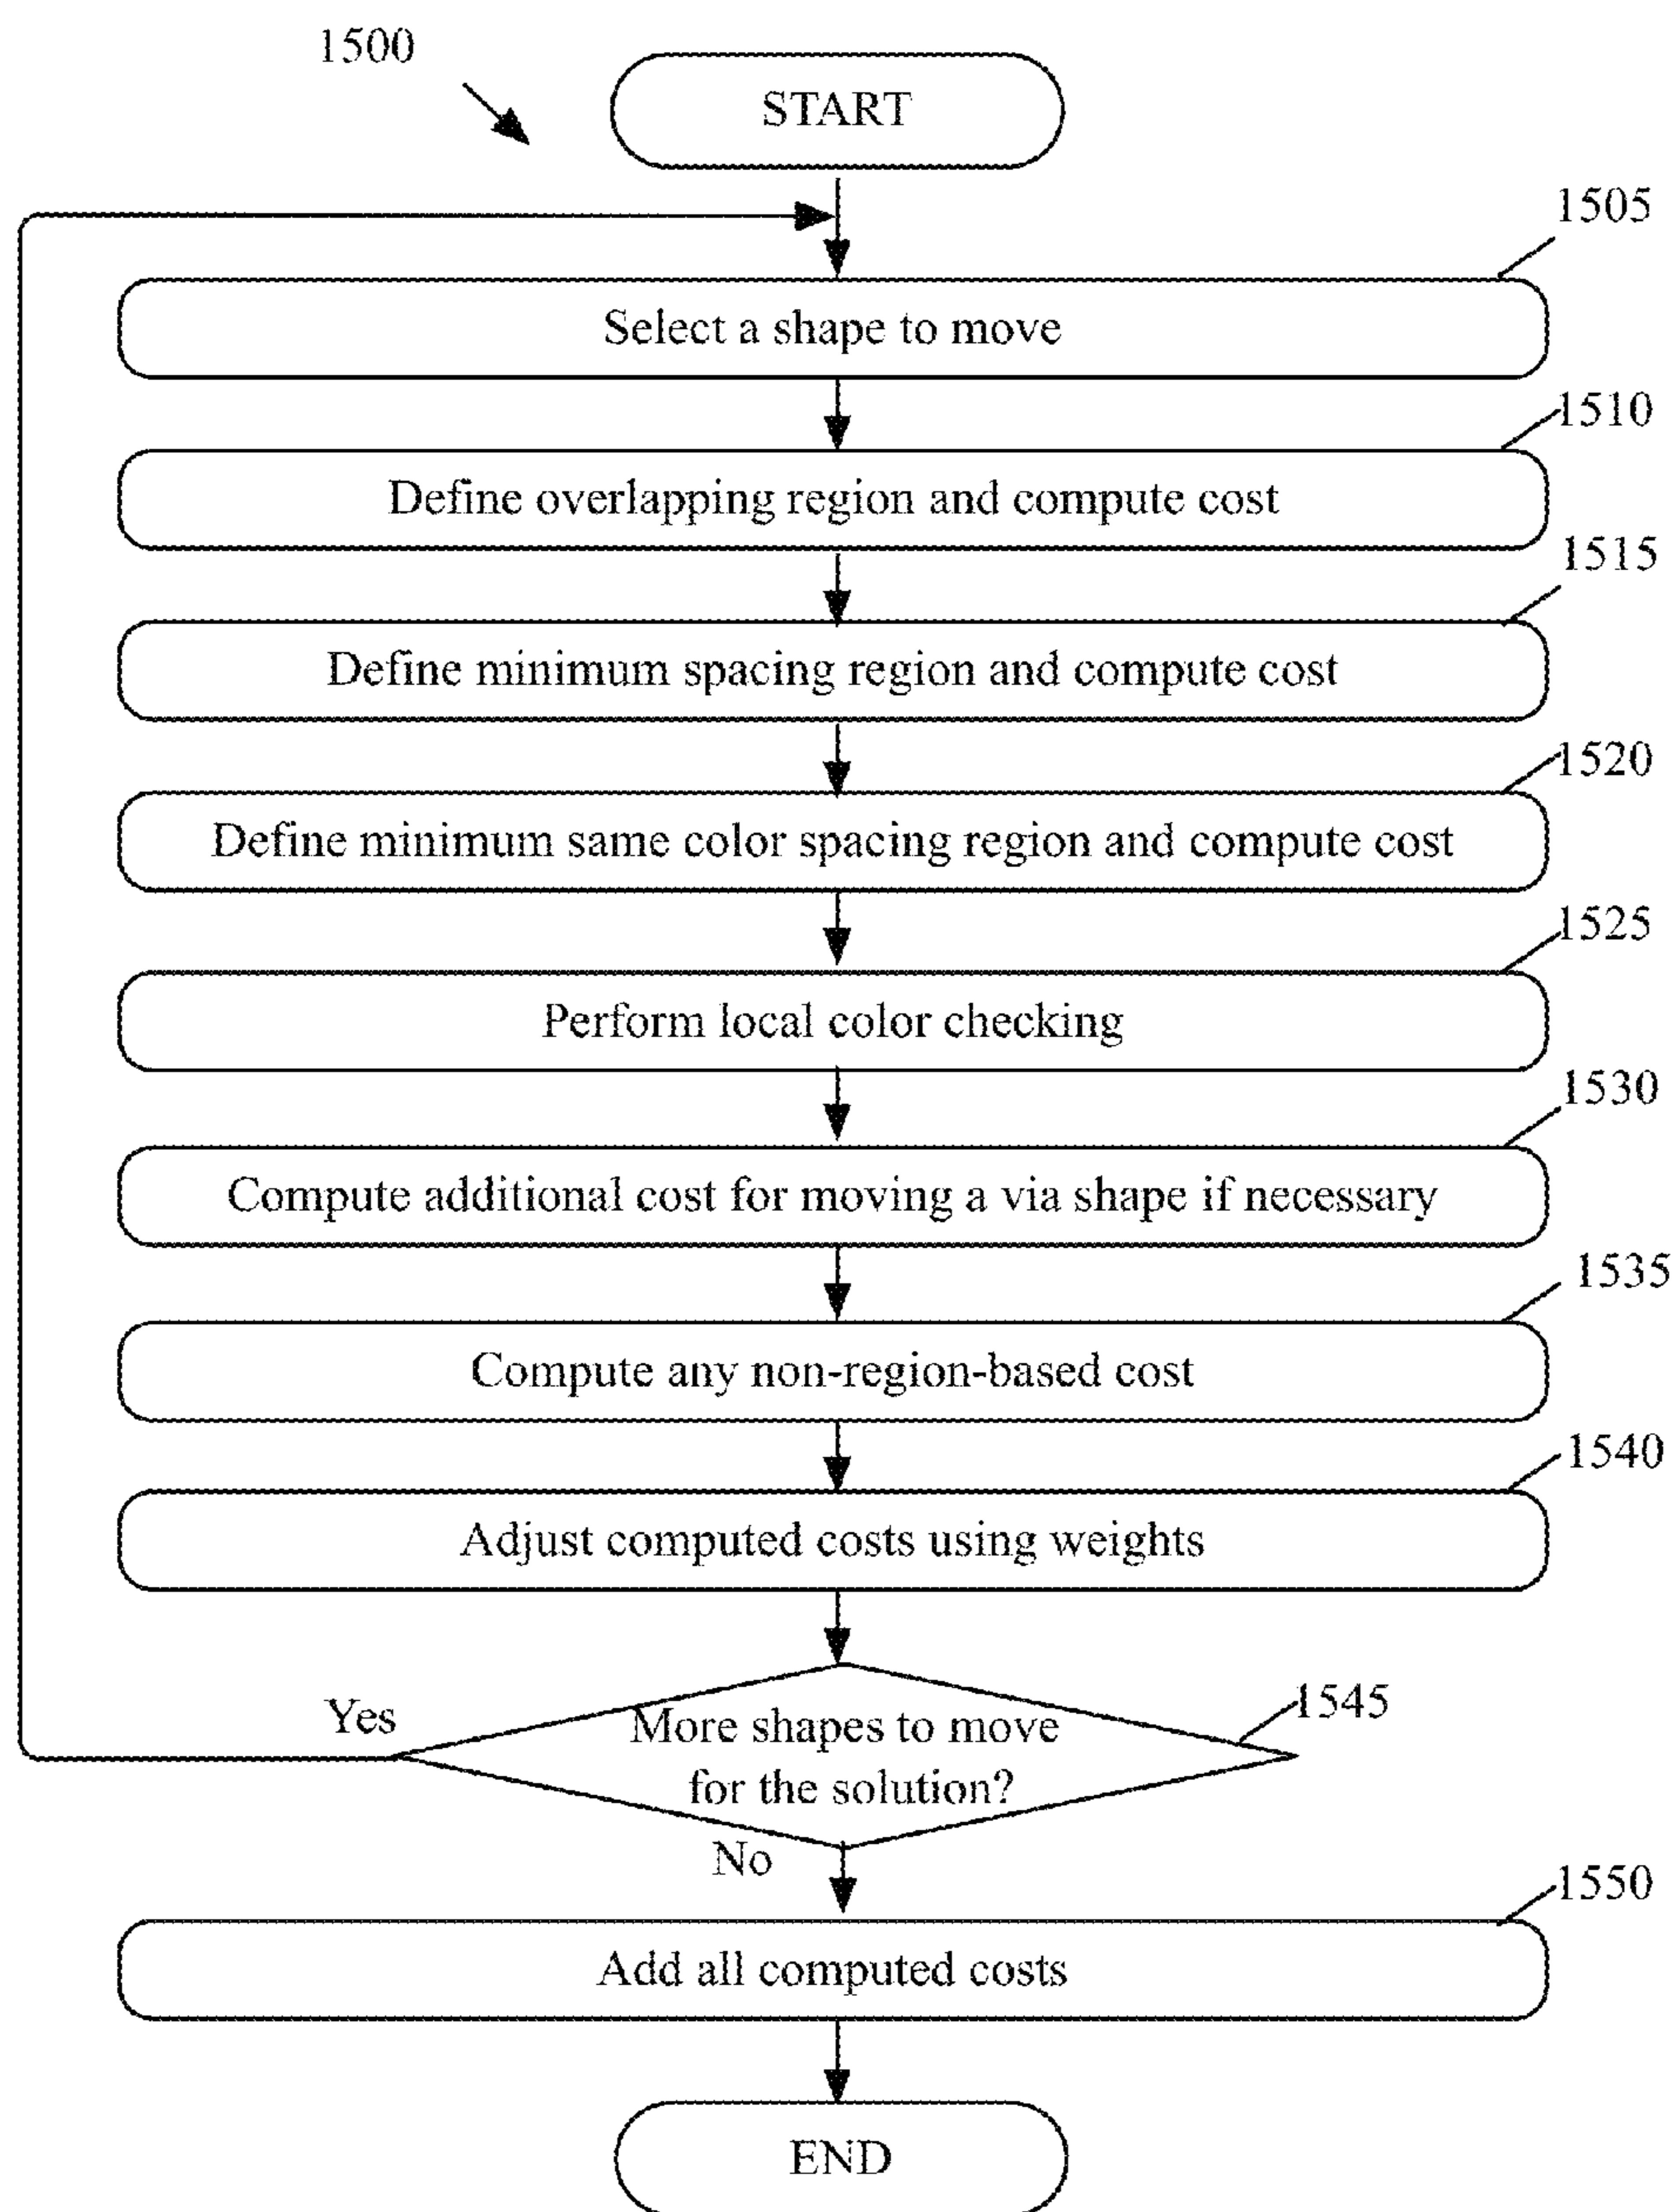 1500
START
1505
Select a shape to move
1510
Define overlapping region and compute cost
1515
Define minimum spacing region and compute cost
1520
Define minimum same color spacing region and compute cost
1525
Perform local color checking
1530
Compute additional cost for moving a via shape if necessary
1535
Compute any non-region-based cost
1540
Adjust computed costs using weights
Yes
1545
More shapes to move
for the solution?
No
1550
Add all computed costs
END